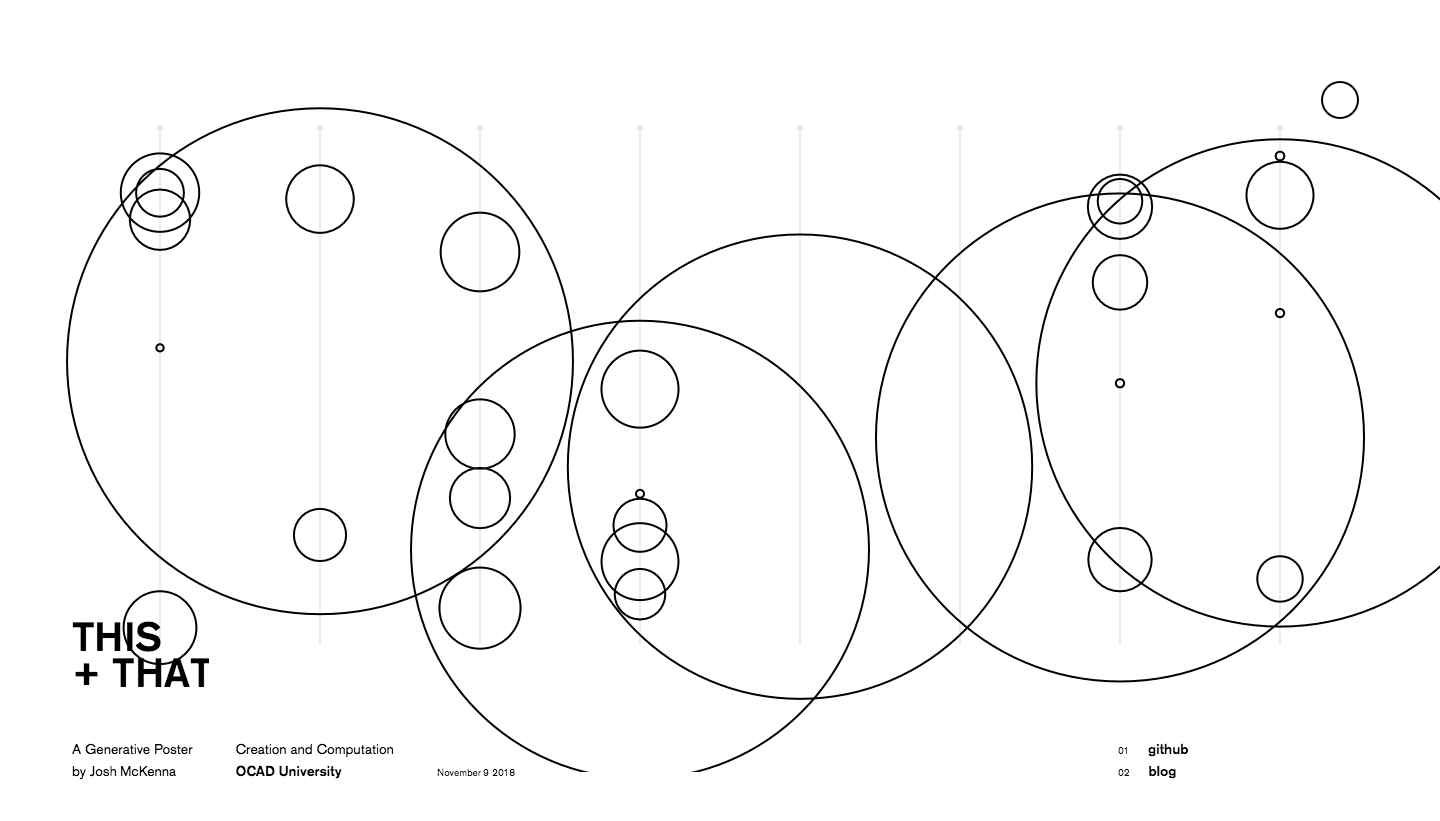 THIS
+ THAT
A Generative Poster
by Josh McKenna
Creation and Computation
OCAD University
November 9 2018
01 github
02 blog